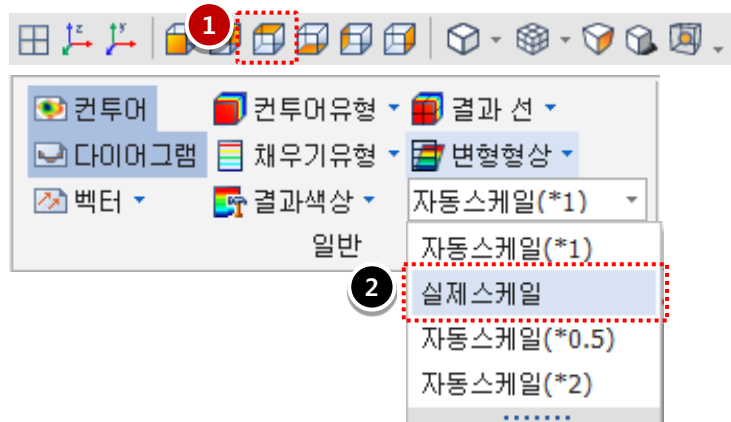 1
z
y
컨투어
컨투어유형
결과 선
다이어그램
채우기유형
변형형상
벡터
결과색상
자동스케일(*1)
일반
자동스케일(*1)
2
실제스케일
자동스케일(*0.5)
자동스케일(*2)